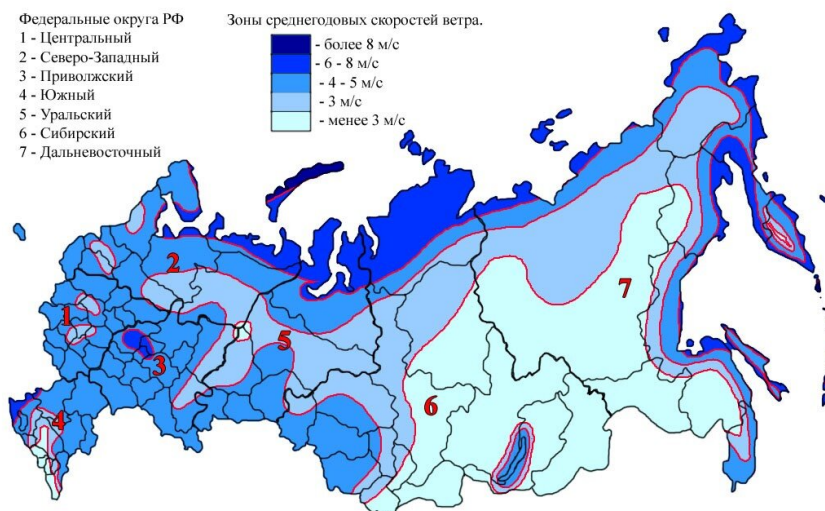 Федеральные округа РФ
1 - Центральный
2 - Северо-Западный
3 - Приволжский
4 - Южный
5 - Уральский
6 - Сибирский
7 - Дальневосточный
Зоны среднегодовых скоростей ветра.
- более 8 м/с
- 6 - 8 м/с
- 4 - 5 м/с
- 3 м/с
- менее 3 м/с
2
1
3
4
5
6
7